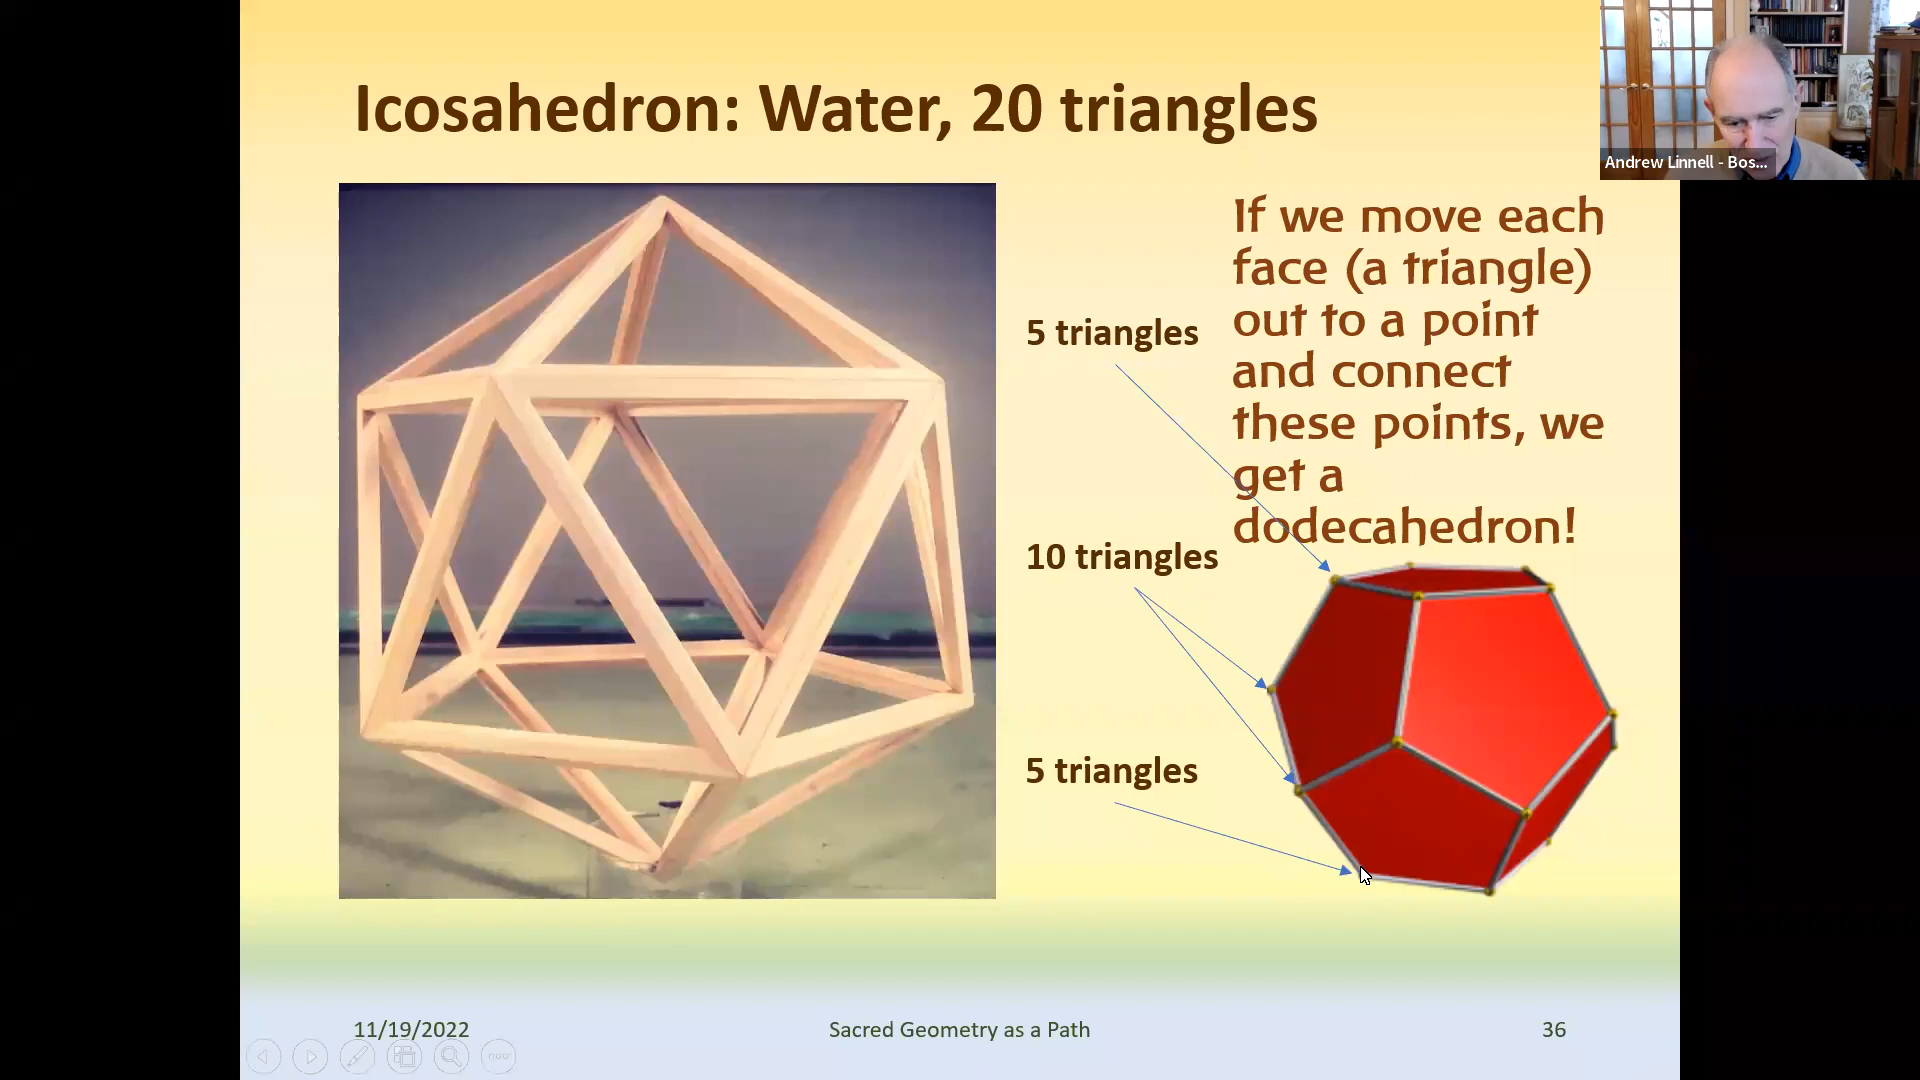 Icosahedron: Water, 20 triangles
Andrew Linnell - Bos...
If we move each
face (a triangle)
out to a point
and connect
these points, we
get a
dodecahedron!
5 triangles
10 triangles
5 triangles
11/19/2022
Sacred Geometry as a Path
36